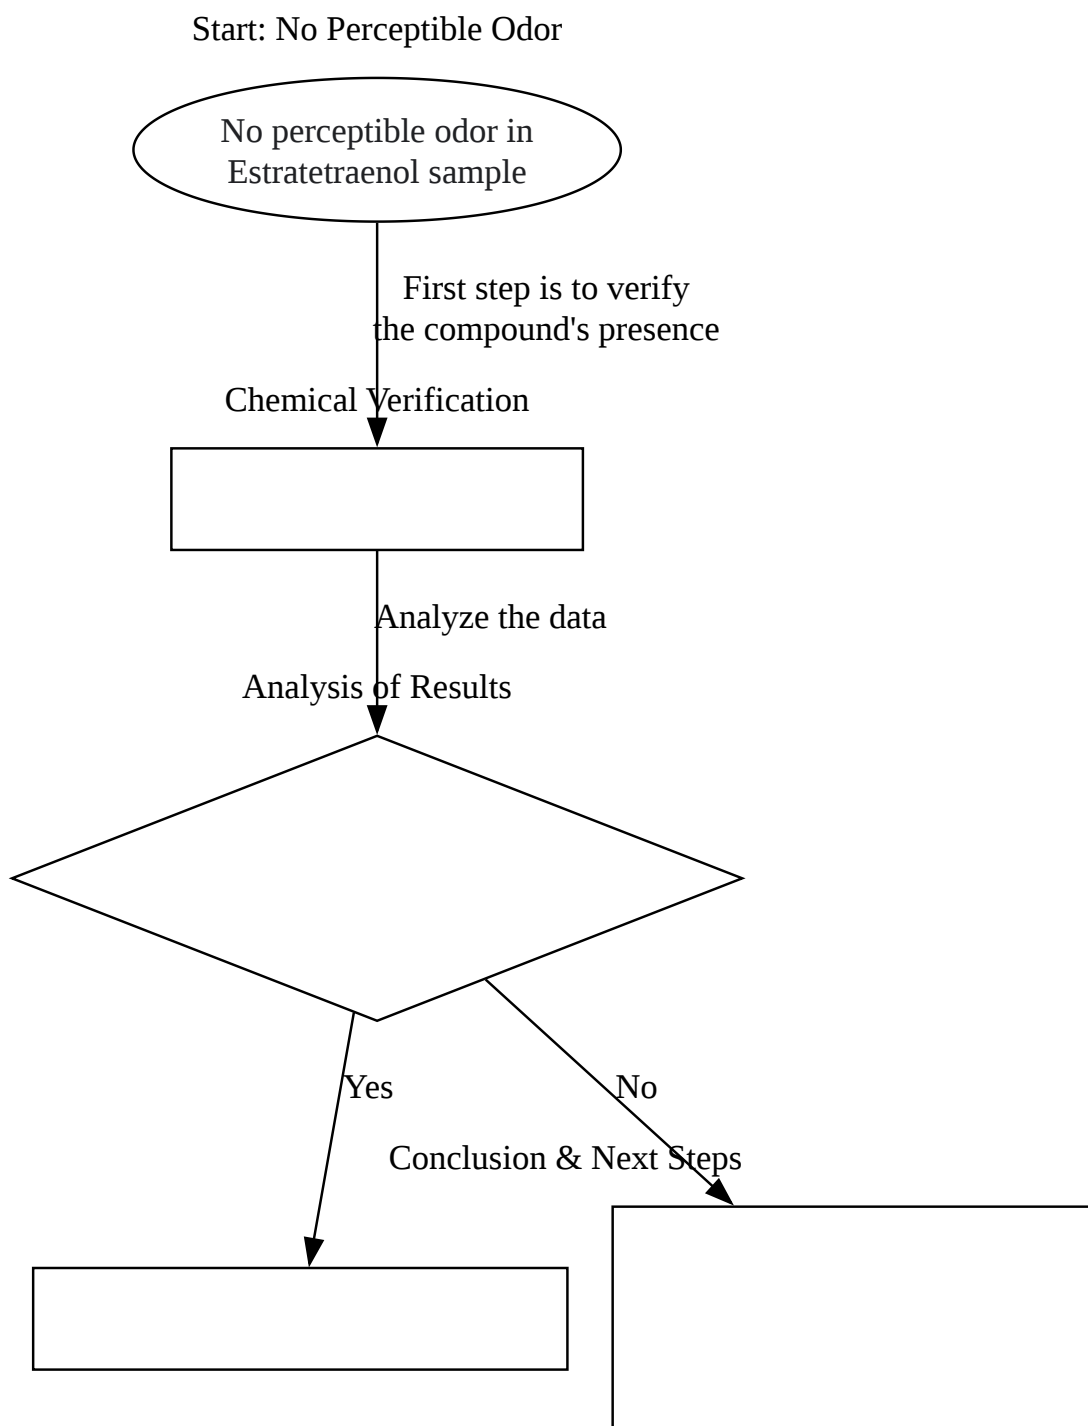 Start: No Perceptible Odor
No perceptible odor in
Estratetraenol sample
First step is to verify
the compound's presence
Chemical Verification
Analyze the data
Analysis of Results
Yes
No
Conclusion & Next Steps